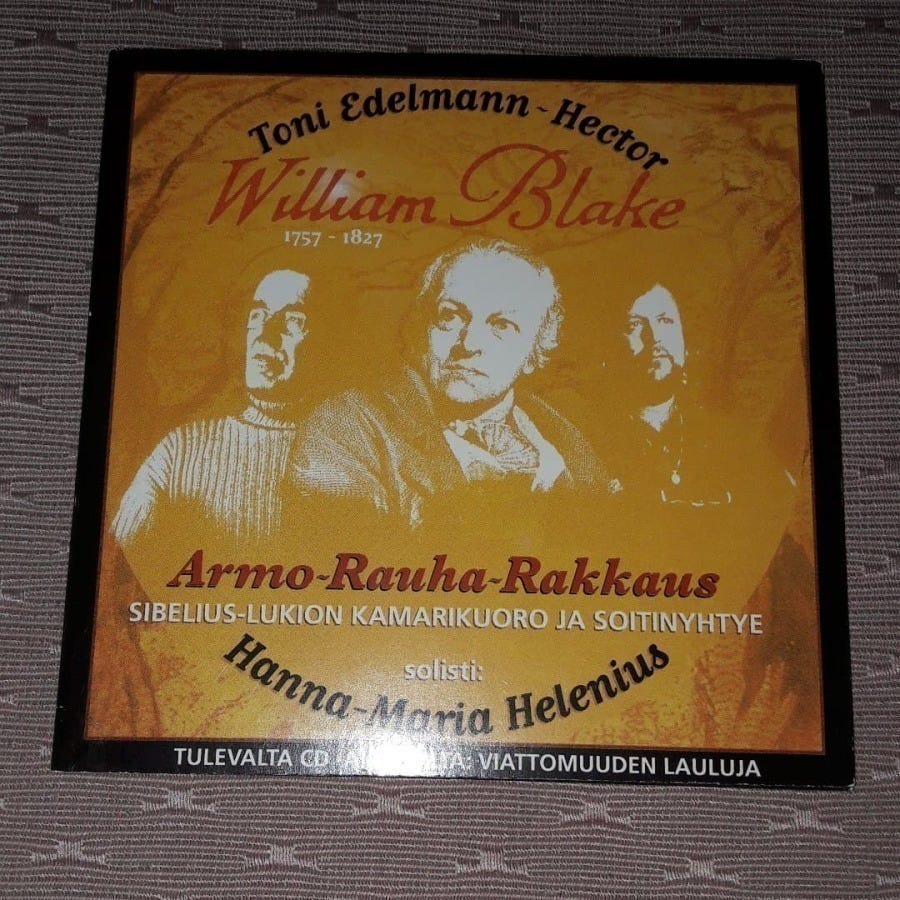 Toni Edelmann - Hector
William Blake
1757 - 1827
Armo-Rauha-Rakkaus
SIBELIUS-LUKION KAMARIKUORO JA SOITINYHTYE
solisti:
Hanna-Maria Helenius
TULEVALTA CD VIATTOMUUDEN LAULUJA